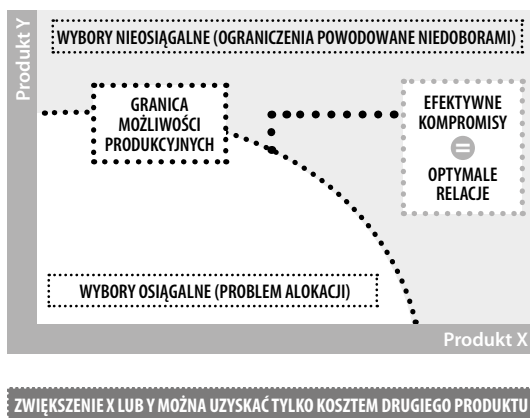 Produkt Y
WYBORY NIEOSIĄGALNE (OGRANICZENIA POWODOWANE NIEDOBORAMI)
GRANICA
MOŻLIWOŚCI
PRODUKCYJNYCH
EFEKTYWNE
KOMPROMISY
=
OPTYMALE
RELACJE
WYBORY OSIĄGALNE (PROBLEM ALOKACJI)
Produkt X
ZWIĘKSZENIE X LUB Y MOŻNA UZYSKAĆ TYLKO KOSZTEM DRUGIEGO PRODUKTU